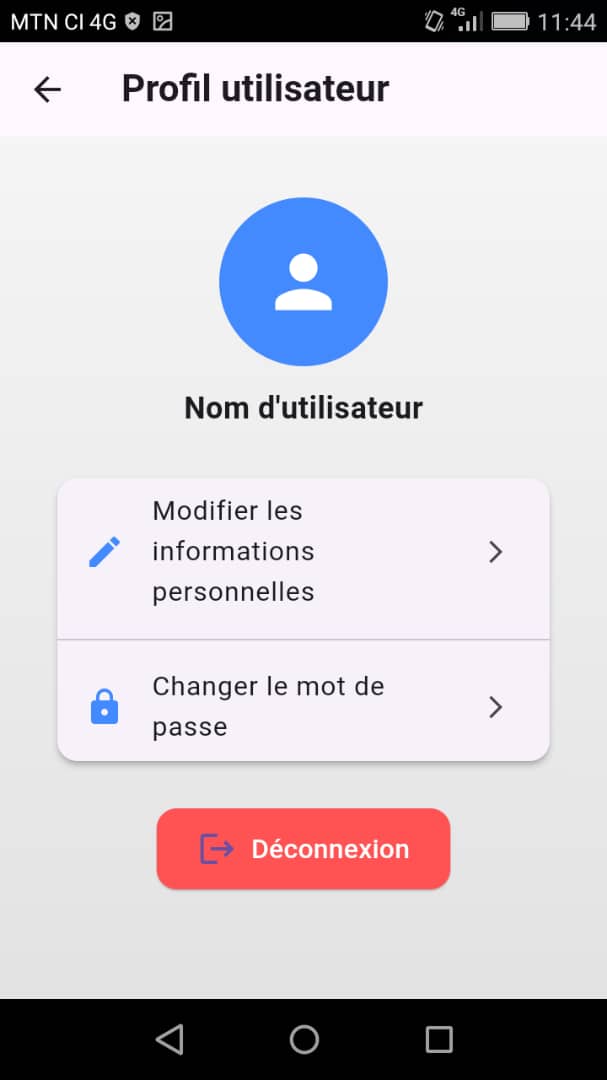 MTN CI 4G 4G 11:44
Profil utilisateur
Nom d'utilisateur
Modifier les
informations
personnelles
Changer le mot de
passe
Déconnexion